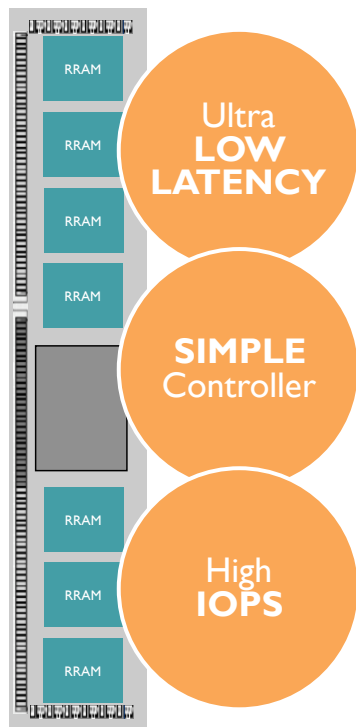 RRAM
RRAM
RRAM
RRAM
RRAM
RRAM
RRAM
Ultra
LOW
LATENCY
SIMPLE
Controller
High
IOPS